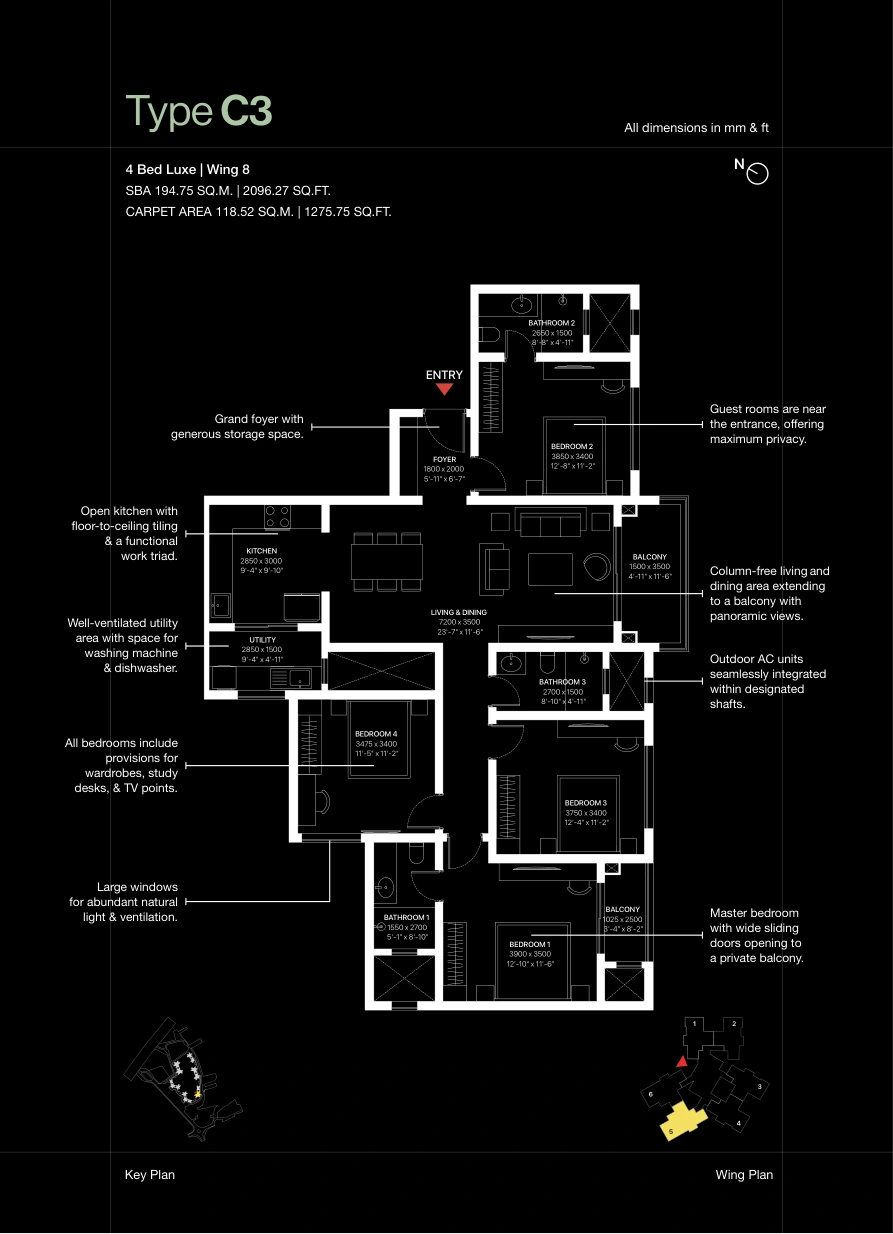 Type C3
All dimensions in mm & ft
4 Bed Luxe | Wing 8
SBA 194.75 SQ.M. | 2096.27 SQ.FT.
CARPET AREA 118.52 SQ.M. | 1275.75 SQ.FT.
N
BATHROOM 2
2650 x 1500
8'-8" x 4'-11"
ENTRY
Grand foyer with
generous storage space.
Guest rooms are near
the entrance, offering
maximum privacy.
FOYER
1800 x 2000
5'-11" x 6'-7"
BEDROOM 2
3850 x 3400
12'-8" x 11'-2"
Open kitchen with
floor-to-ceiling tiling
& a functional
work triad.
KITCHEN
2850 x 3000
9'-4" x 9'-10"
BALCONY
1500 x 3500
4'-11" x 11'-6"
Column-free living and
dining area extending
to a balcony with
panoramic views.
LIVING & DINING
7200 x 3500
23'-7" x 11'-6"
Well-ventilated utility
area with space for
washing machine
& dishwasher.
UTILITY
2850 x 1500
9'-4" x 4'-11"
BATHROOM 3
2700 x 1500
8'-10" x 4'-11"
Outdoor AC units
seamlessly integrated
within designated
shafts.
All bedrooms include
provisions for
wardrobes, study
desks, & TV points.
BEDROOM 4
3475 x 3400
11'-5" x 11'-2"
BEDROOM 3
3750 x 3400
12'-4" x 11'-2"
Large windows
for abundant natural
light & ventilation.
BATHROOM 1
1550 x 2700
5'-1" x 8'-10"
BEDROOM 1
3900 x 3500
12'-10" x 11'-6"
BALCONY
1025 x 2500
3'-4" x 8'-2"
Master bedroom
with wide sliding
doors opening to
a private balcony.
1
2
3
4
5
6
Key Plan
Wing Plan